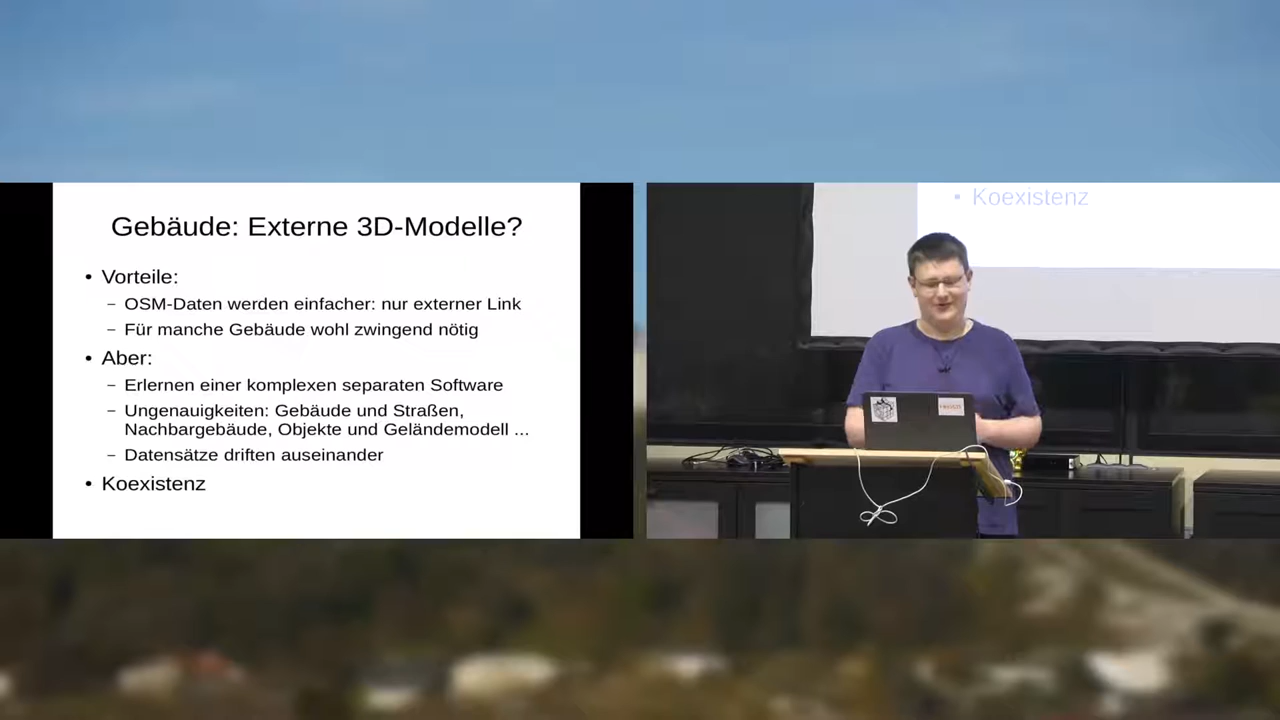 Gebäude: Externe 3D-Modelle?
• Vorteile:
– OSM-Daten werden einfacher: nur externer Link
– Für manche Gebäude wohl zwingend nötig
• Aber:
– Erlernen einer komplexen separaten Software
– Ungenauigkeiten: Gebäude und Straßen,
Nachbargebäude, Objekte und Geländemodell ...
– Datensätze driften auseinander
• Koexistenz
• Koexistenz